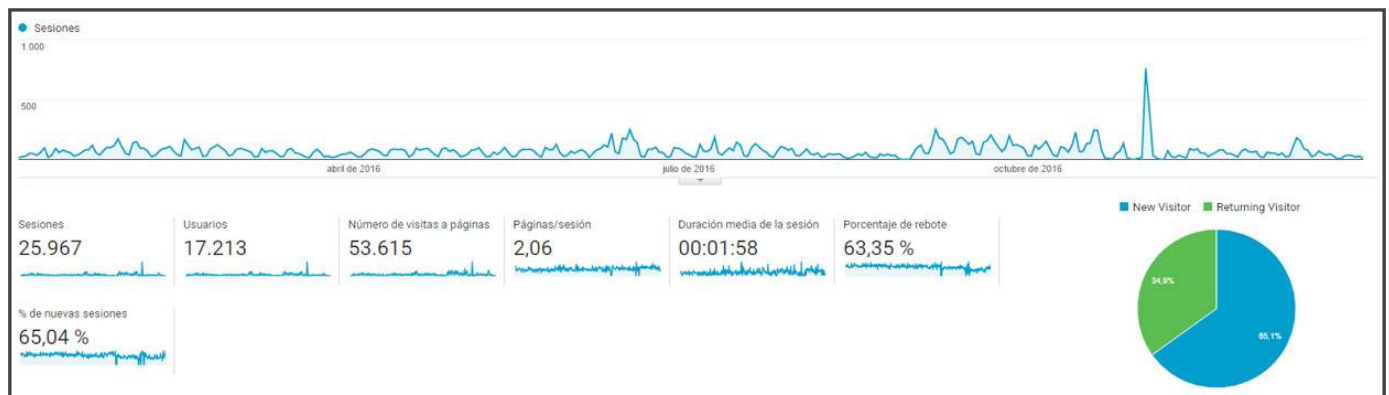 Sesiones
1.000
500
abril de 2016
julio de 2016
octubre de 2016
New Visitor
Returning Visitor
Sesiones
25.967
Usuarios
17.213
Número de visitas a páginas
53.615
Páginas/sesión
2,06
Duración media de la sesión
00:01:58
Porcentaje de rebote
63,35 %
% de nuevas sesiones
65,04 %
34,9%
65,1%